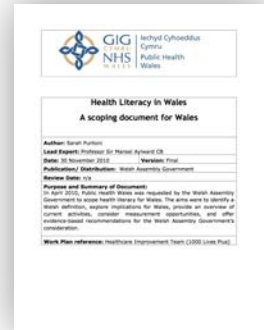 GIG
CYMRU
NHS
WALES
Iechyd Cyhoeddus
Cymru
Public Health
Wales
Health Literacy in Wales
A scoping document for Wales
Author: Sarah Puntoni
Lead Expert: Professor Sir Mansel Aylward CB
Date: 30 November 2010 Version: Final
Publication/ Distribution: Welsh Assembly Government
Review Date: n/a
Purpose and Summary of Document:
In April 2010, Public Health Wales was requested by the Welsh Assembly
Government to scope health literacy for Wales. The aims were to identify a
Welsh definition, explore implications for Wales, provide an overview of
current activities, consider measurement opportunities, and offer
evidence-based recommendations for the Welsh Assembly Government's
consideration.
Work Plan reference: Healthcare Improvement Team (1000 Lives Plus)